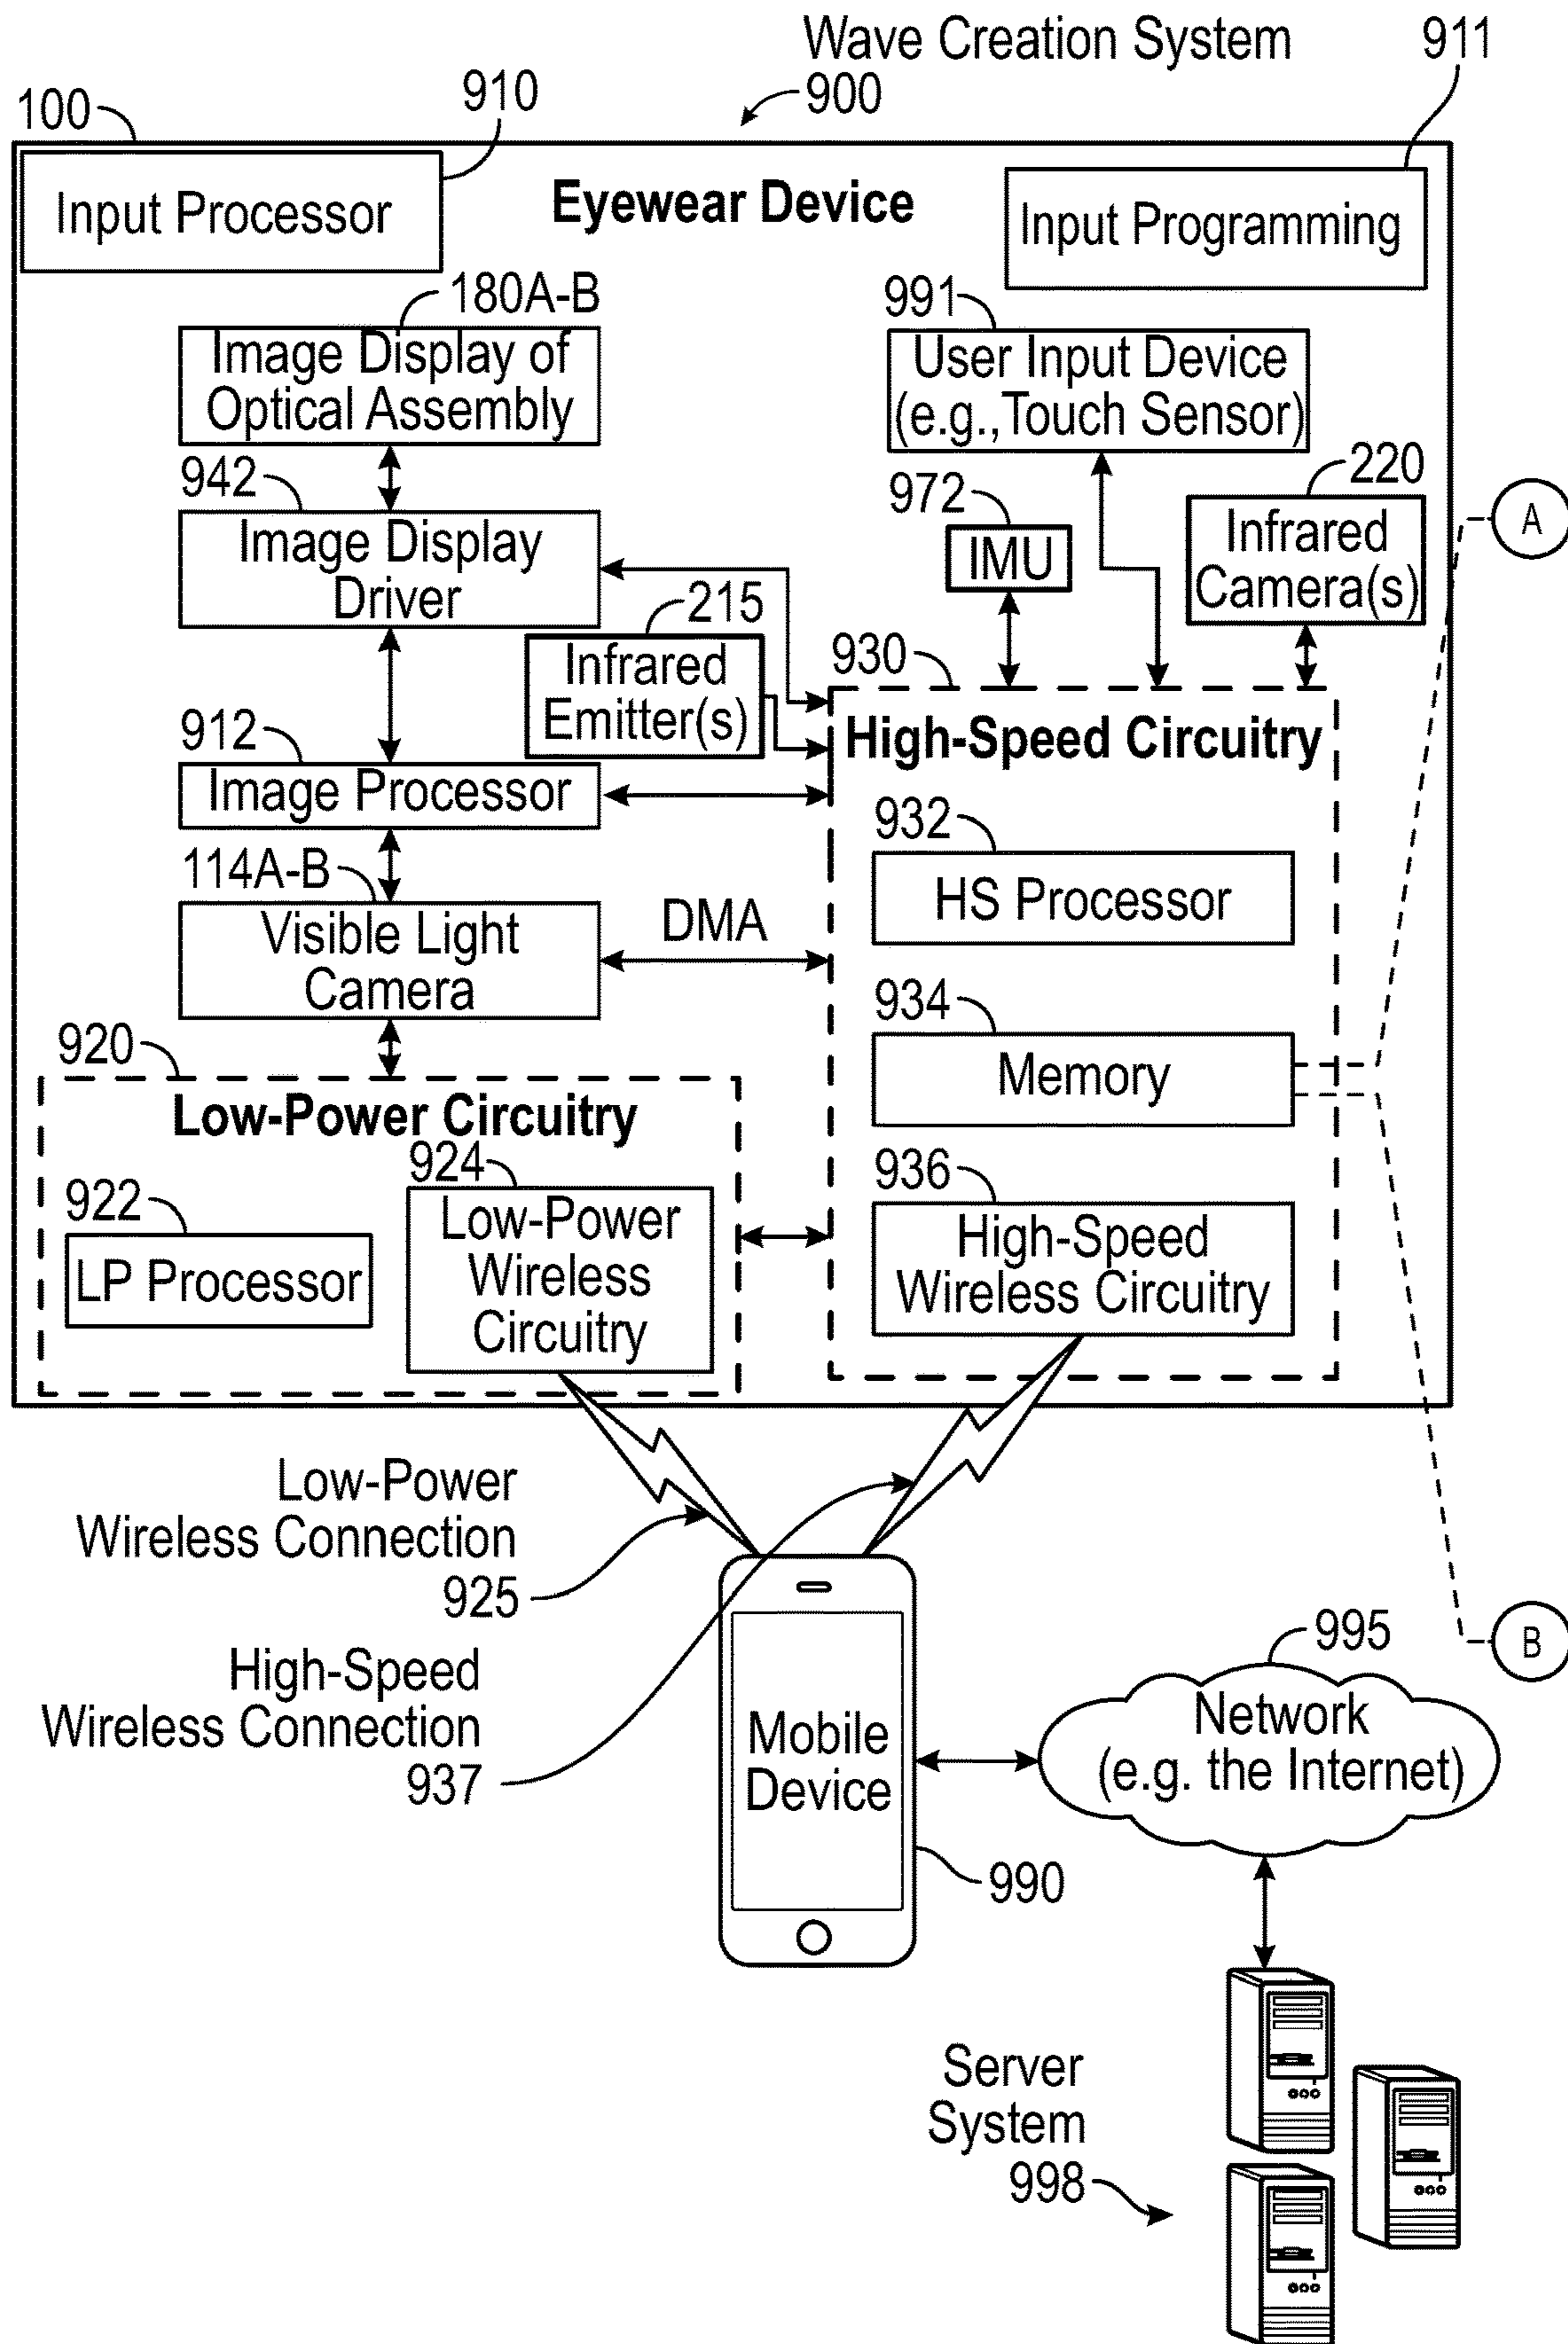 Wave Creation System
900
911
100
910
Input Processor
Eyewear Device
Input Programming
180A-B
Image Display of
Optical Assembly
991
User Input Device
(e.g.,Touch Sensor)
942
Image Display
Driver
972
IMU
220
Infrared
Camera(s)
A
215
Infrared
Emitter(s)
930
High-Speed Circuitry
912
Image Processor
932
HS Processor
114A-B
Visible Light
Camera
DMA
934
Memory
920
Low-Power Circuitry
922
LP Processor
924
Low-Power
Wireless
Circuitry
936
High-Speed
Wireless Circuitry
Low-Power
Wireless Connection
925
High-Speed
Wireless Connection
937
B
Mobile
Device
990
995
Network
(e.g. the Internet)
Server
System
998